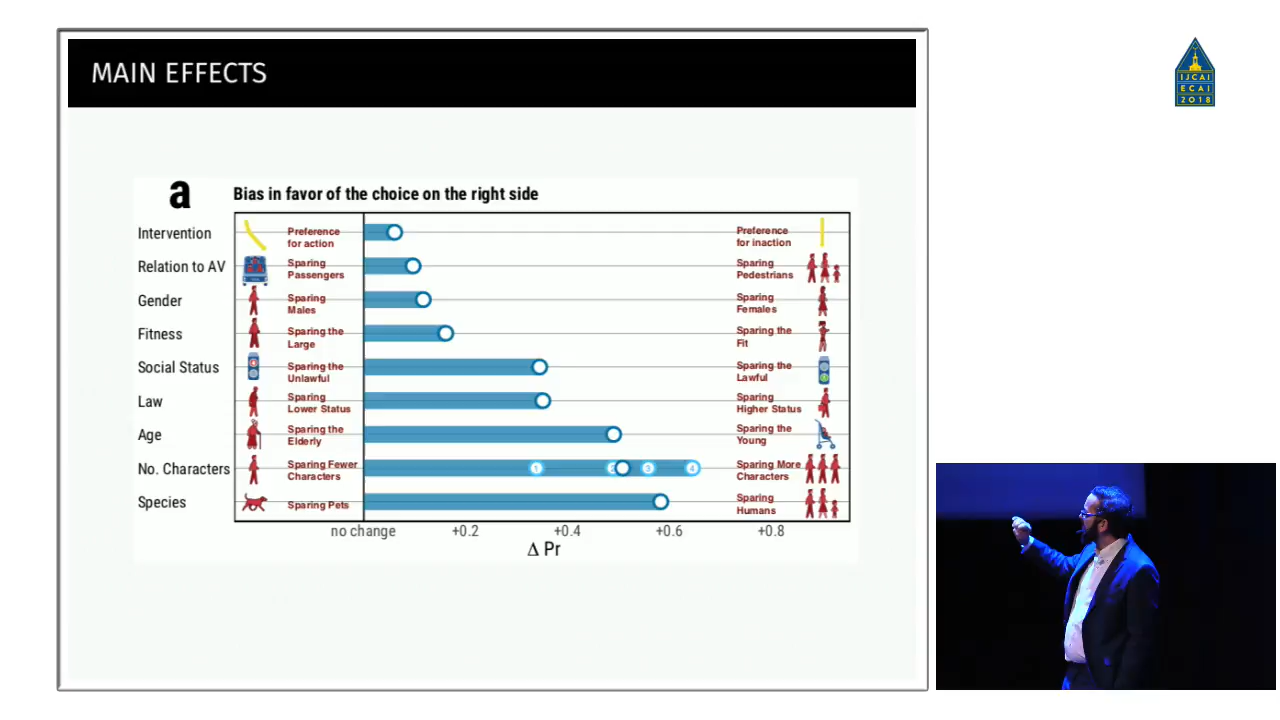 MAIN EFFECTS
IJCAI
ECAI
2018
a
Bias in favor of the choice on the right side
Intervention
Preference
for action
Preference
for inaction
Relation to AV
Sparing
Passengers
Sparing
Pedestrians
Gender
Sparing
Males
Sparing
Females
Fitness
Sparing the
Large
Sparing the
Fit
Social Status
Sparing the
Unlawful
Sparing the
Lawful
Law
Sparing
Lower Status
Sparing
Higher Status
Age
Sparing the
Elderly
Sparing the
Young
No. Characters
Sparing Fewer
Characters
1
2
3
4
Sparing More
Characters
Species
Sparing Pets
Sparing
Humans
no change
+0.2
+0.4
+0.6
+0.8
Δ Pr